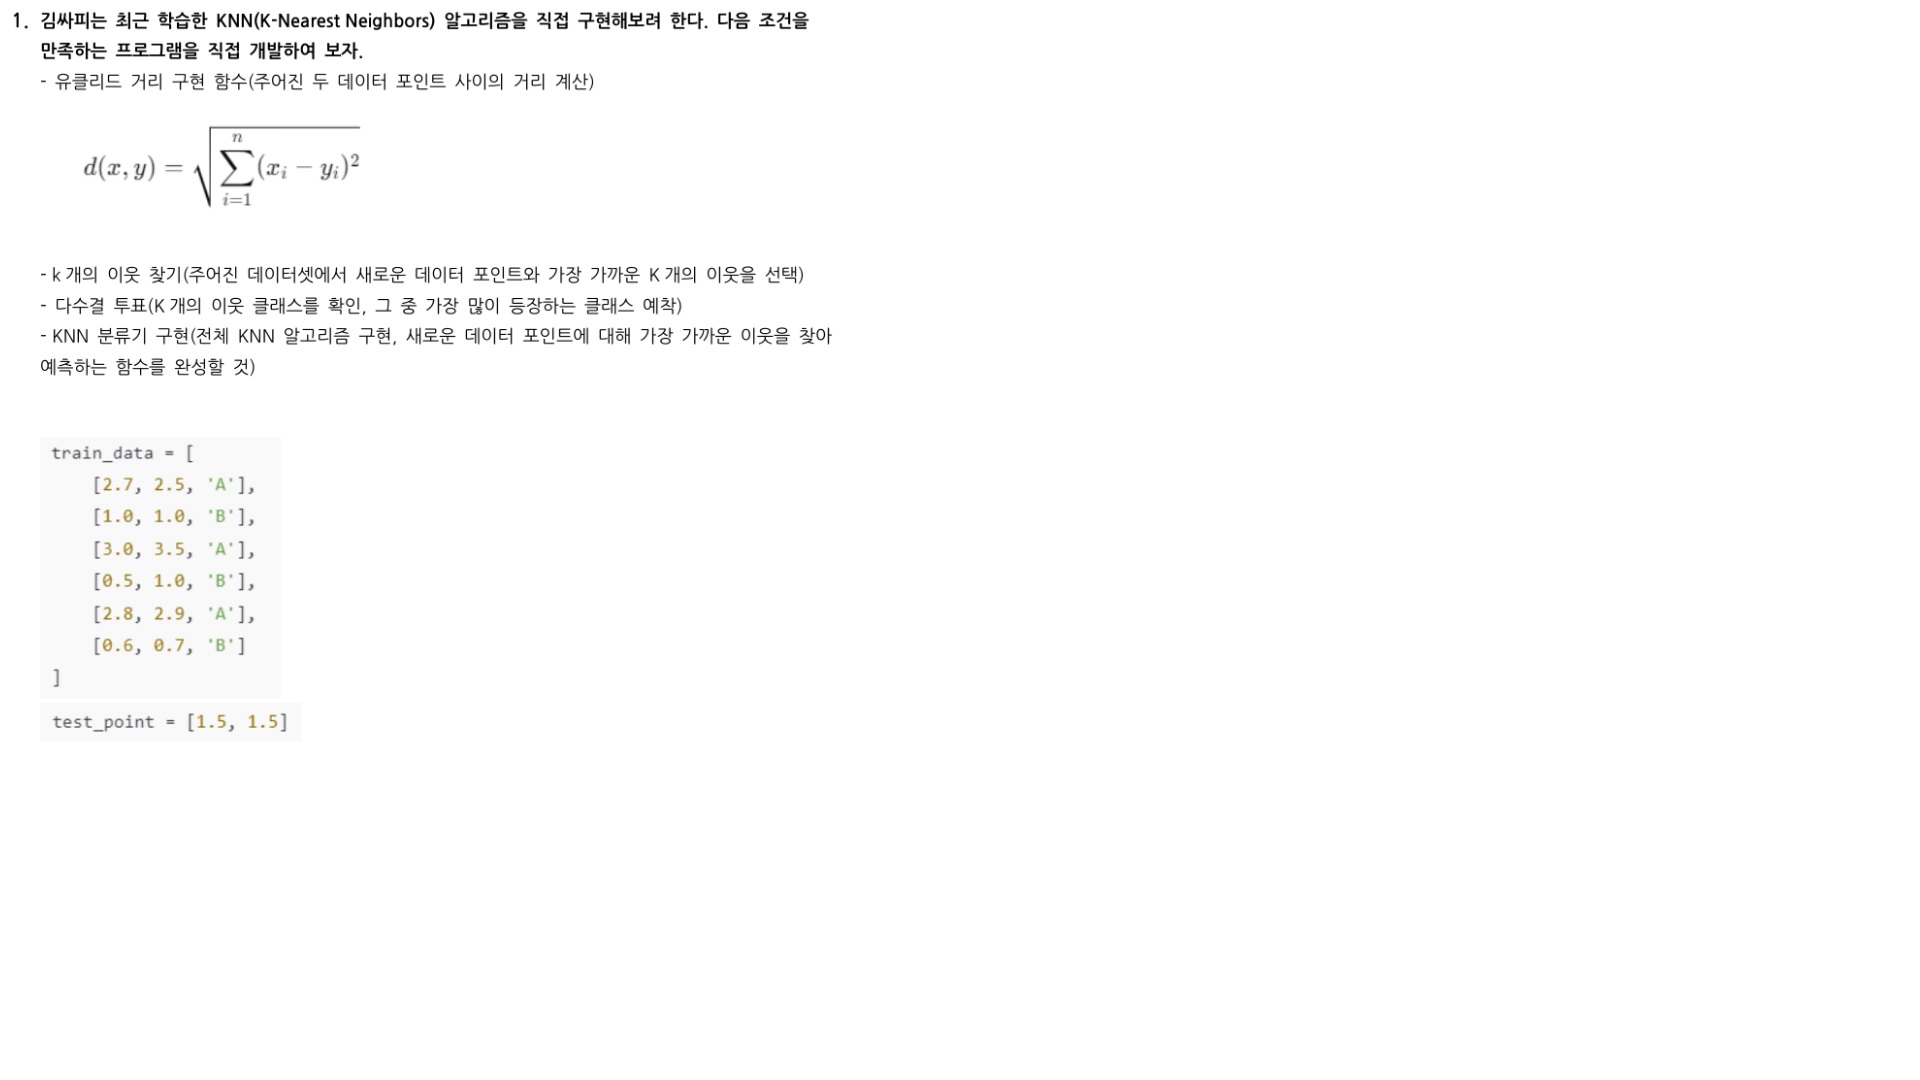 1. 김싸피는 최근 학습한 KNN(K-Nearest Neighbors) 알고리즘을 직접 구현해보려 한다. 다음 조건을
만족하는 프로그램을 직접 개발하여 보자.
- 유클리드 거리 구현 함수(주어진 두 데이터 포인트 사이의 거리 계산)
d(x, y) = √∑(x_i − y_i)²
n
i=1
- k 개의 이웃 찾기(주어진 데이터셋에서 새로운 데이터 포인트와 가장 가까운 K 개의 이웃을 선택)
- 다수결 투표(K 개의 이웃 클래스를 확인, 그 중 가장 많이 등장하는 클래스 예착)
- KNN 분류기 구현(전체 KNN 알고리즘 구현, 새로운 데이터 포인트에 대해 가장 가까운 이웃을 찾아
예측하는 함수를 완성할 것)
train_data = [
[2.7, 2.5, 'A'],
[1.0, 1.0, 'B'],
[3.0, 3.5, 'A'],
[0.5, 1.0, 'B'],
[2.8, 2.9, 'A'],
[0.6, 0.7, 'B']
]
test_point = [1.5, 1.5]